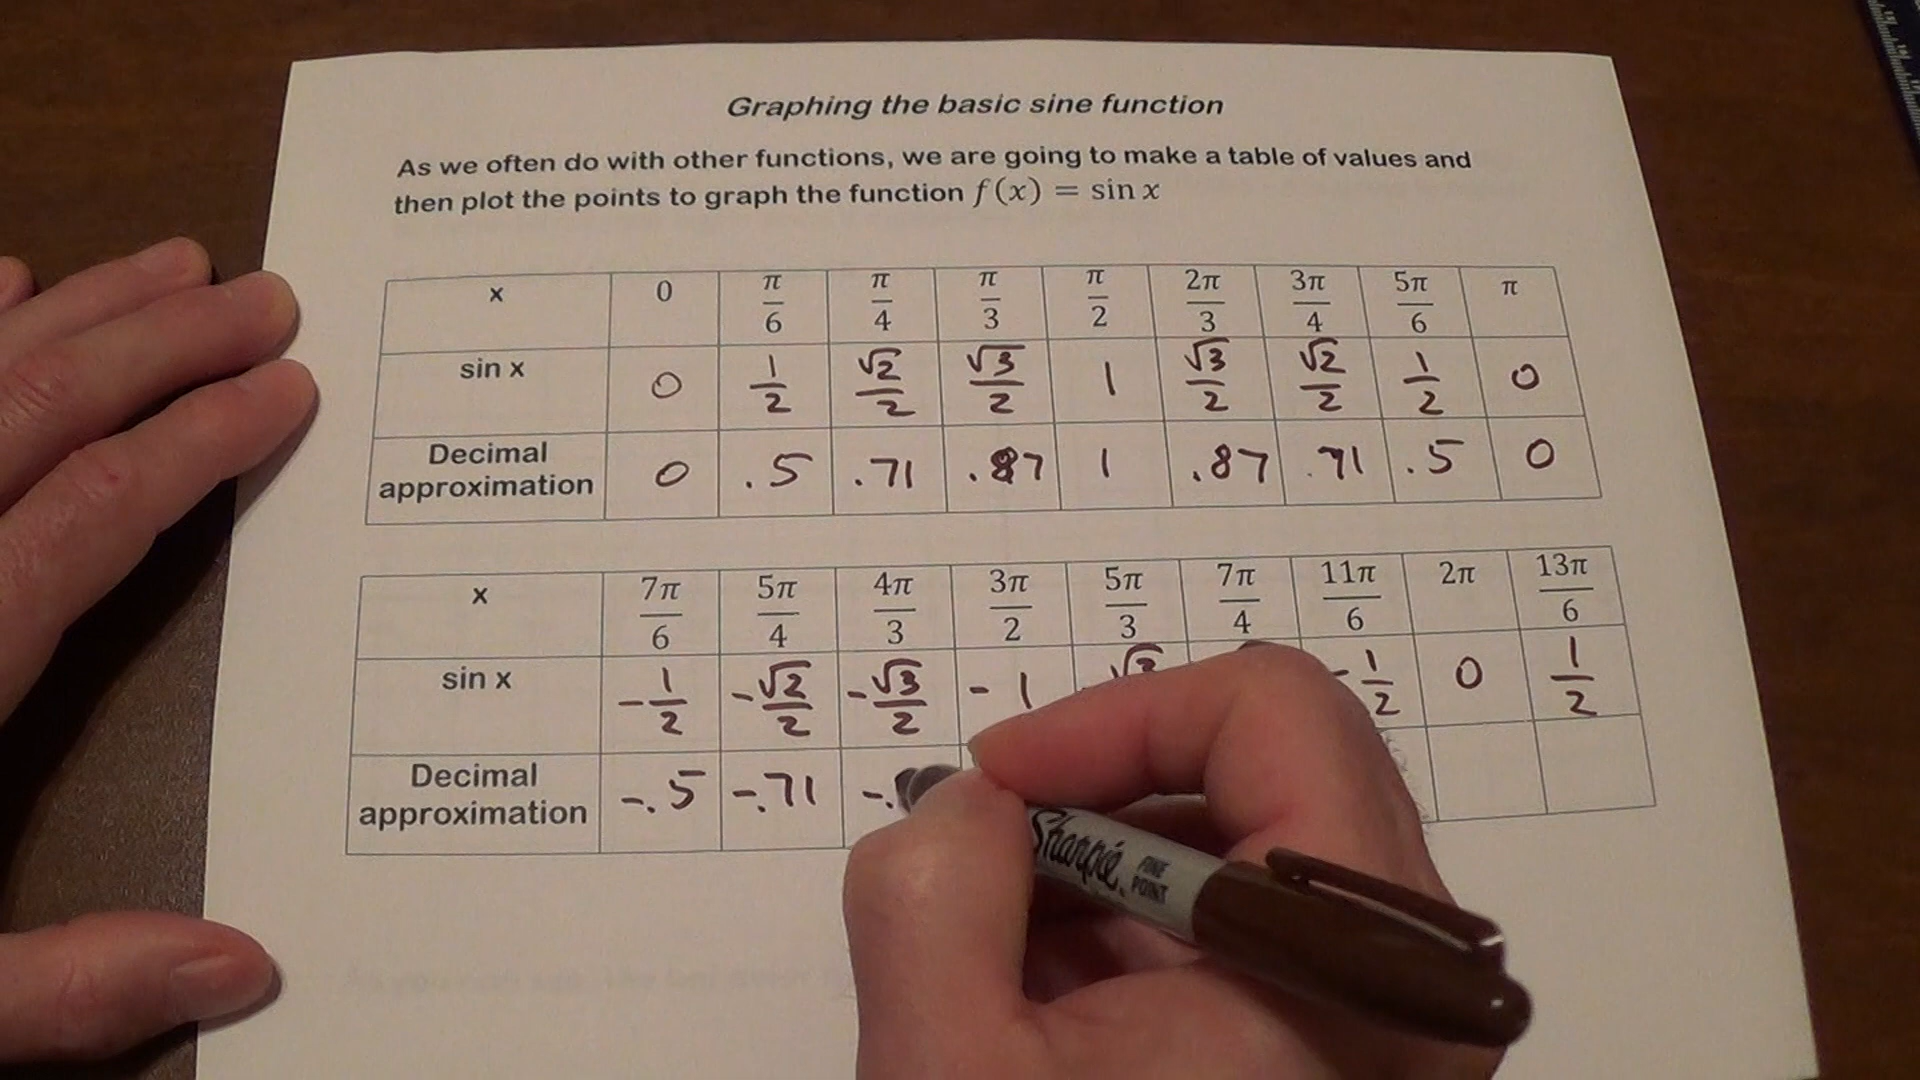 Graphing the basic sine function
As we often do with other functions, we are going to make a table of values and
then plot the points to graph the function f(x) = sin x
x 0 π/6 π/4 π/3 π/2 2π/3 3π/4 5π/6 π
sin x 0 1/2 √2/2 √3/2 1 √3/2 √2/2 1/2 0
Decimal
approximation 0 .5 .71 .87 1 .87 .71 .5 0
x 7π/6 5π/4 4π/3 3π/2 5π/3 7π/4 11π/6 2π 13π/6
sin x -1/2 -√2/2 -√3/2 -1 -1/2 0 1/2
Decimal
approximation -.5 -.71 -.
Sharpie.
FINE
POINT